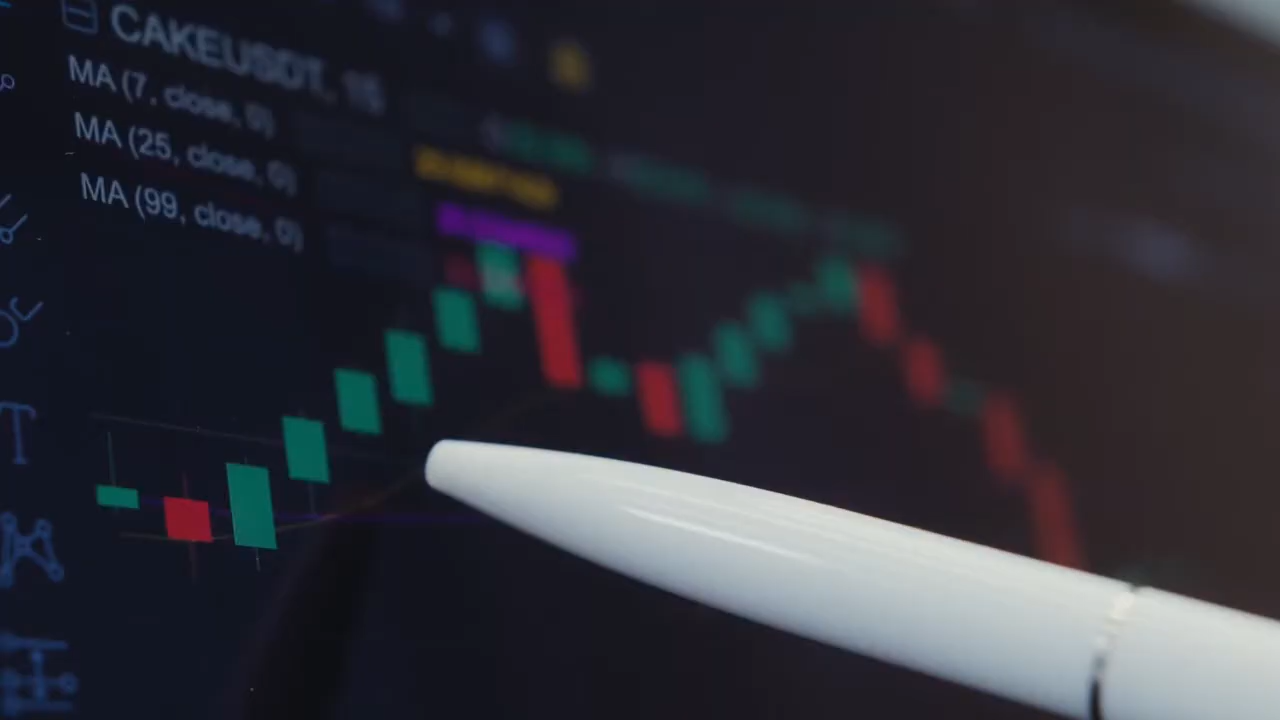 CAKEUSDT, 15
MA (7, close, 0)
MA (25, close, 0)
MA (99, close, 0)